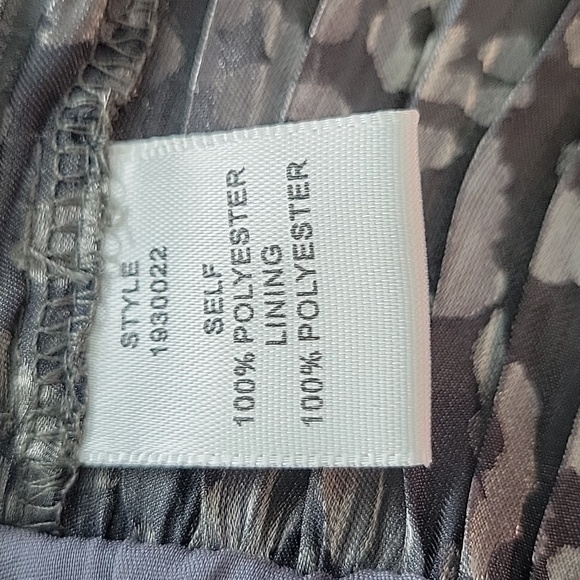 STYLE
1930022
SELF
100% POLYESTER
LINING
100% POLYESTER